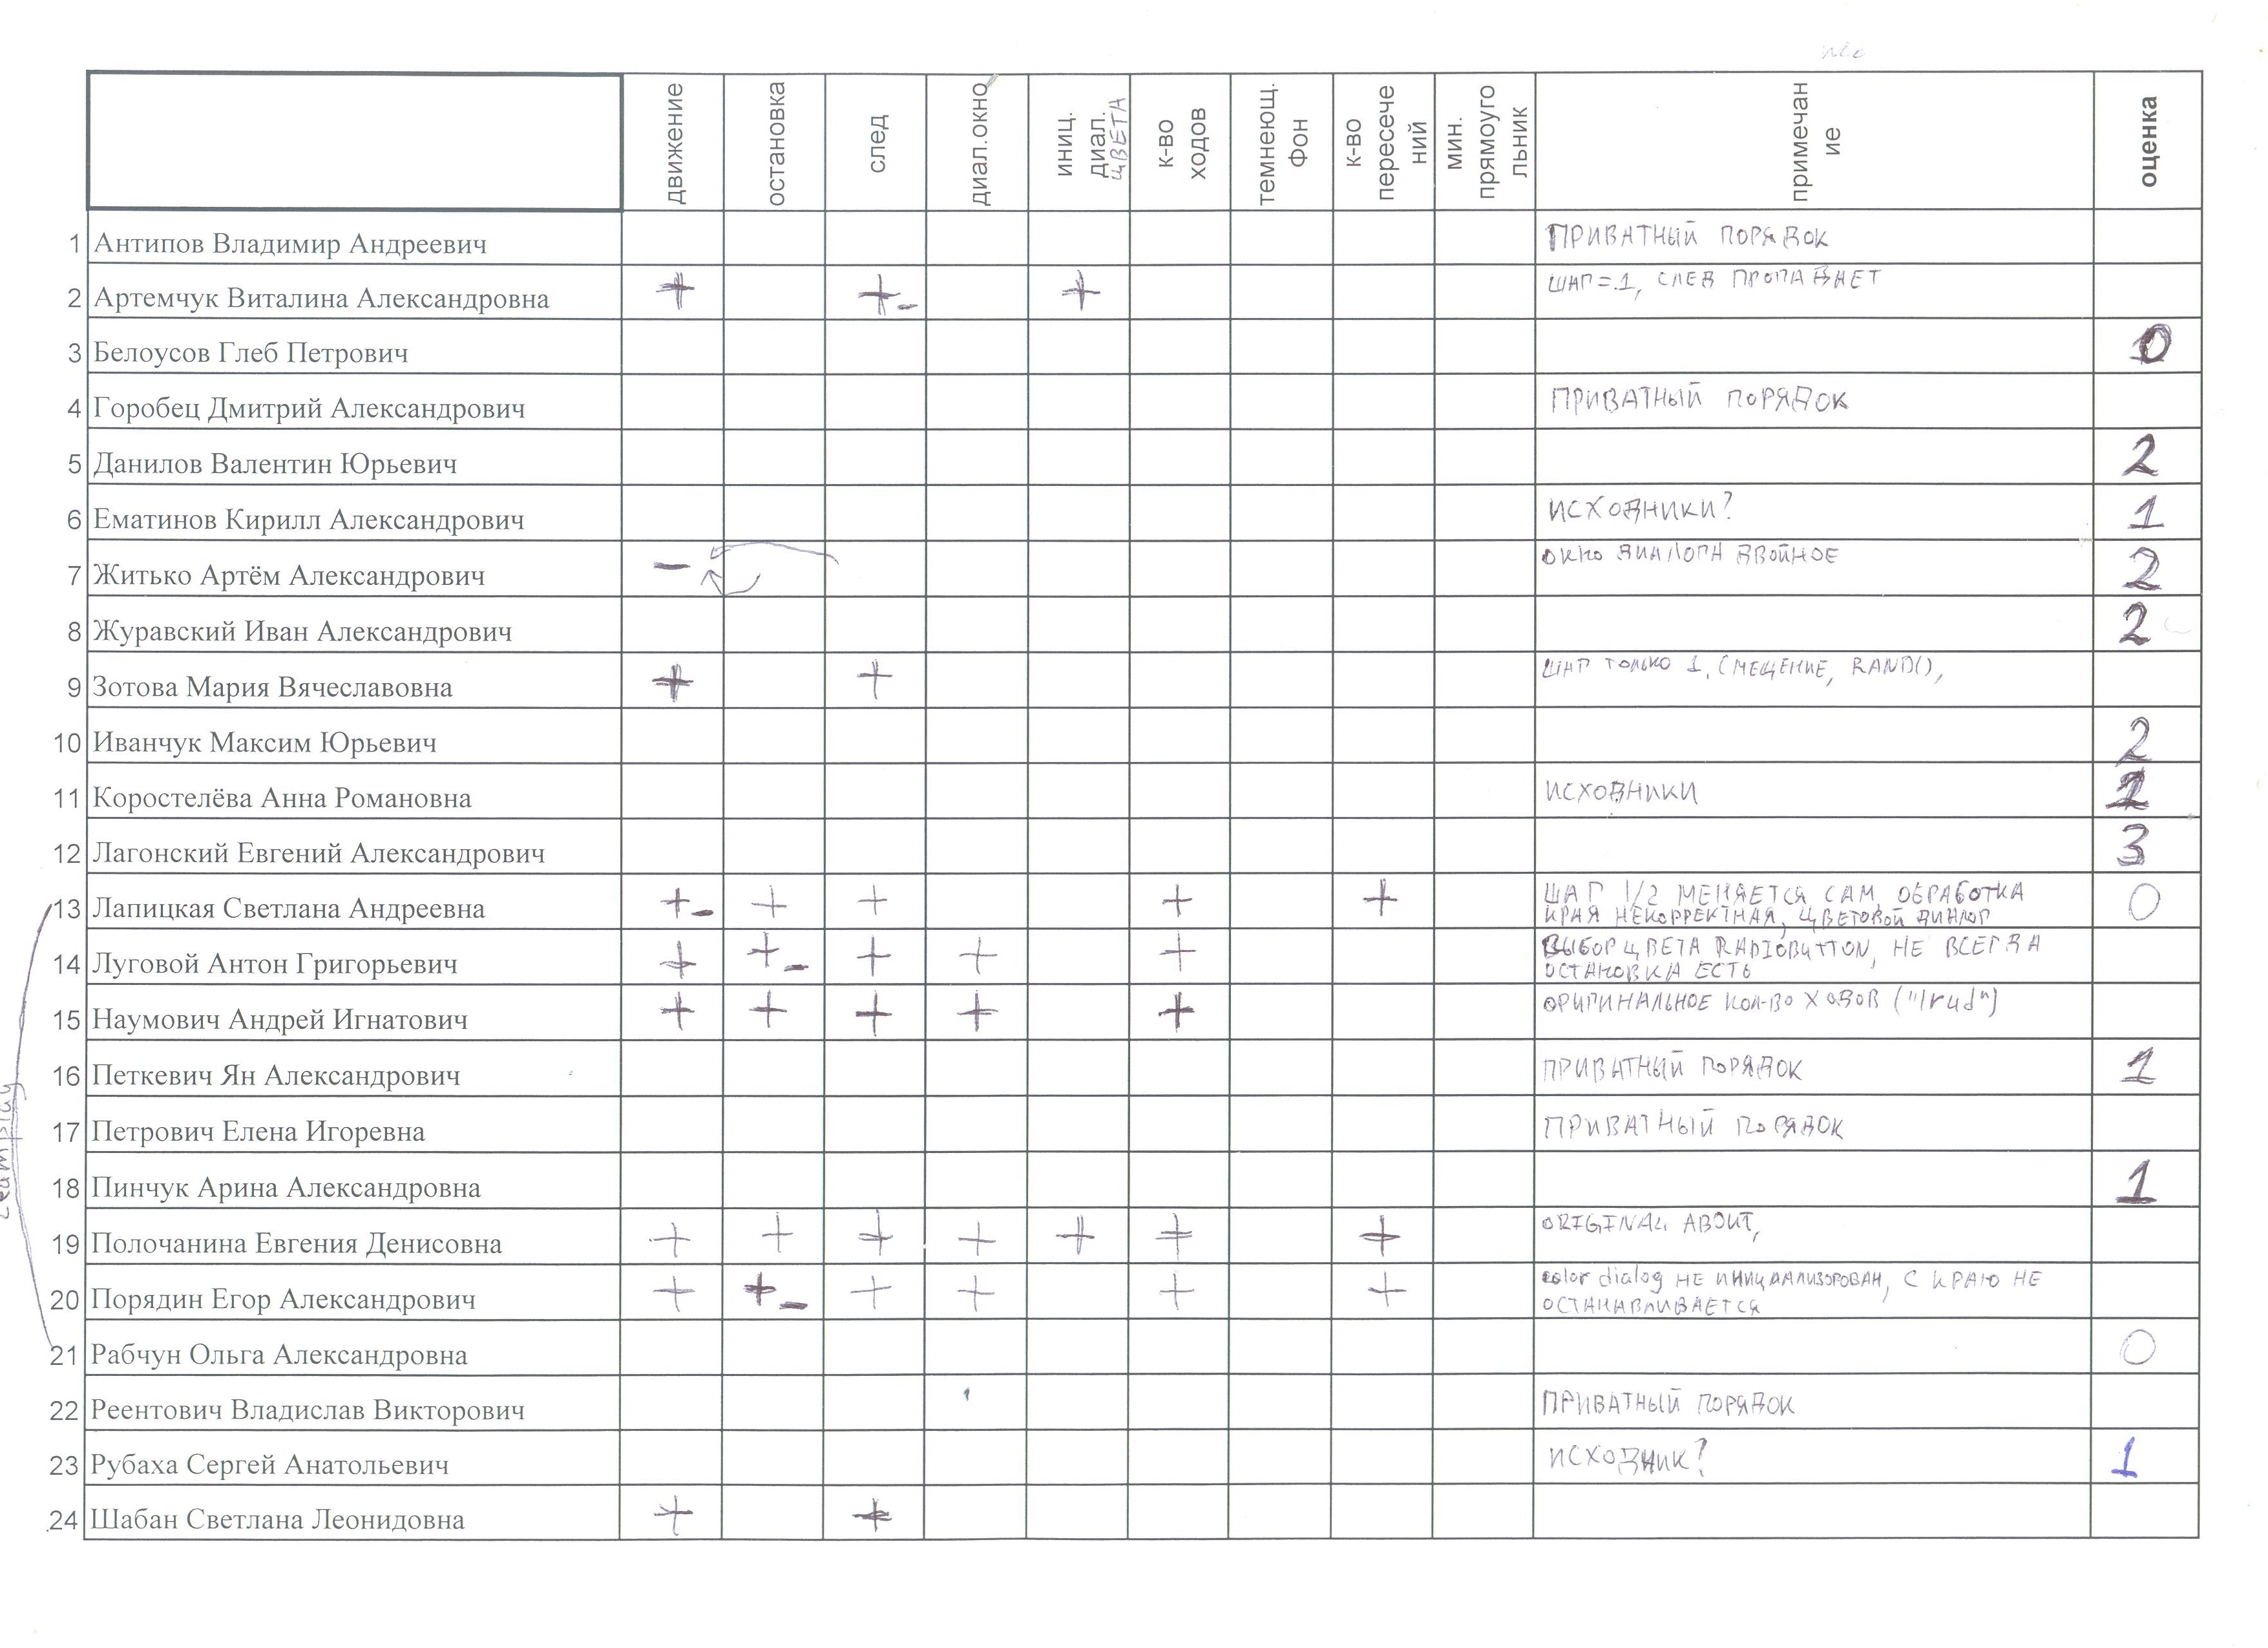 движение остановка след диал.окно иниц. диал. ЦВЕТА к-во ходов темнеющ. фон к-во пересече ний мин. прямоуго льник примечан ие оценка
1 Антипов Владимир Андреевич ПРИВАТНЫЙ ПОРЯДОК
2 Артемчук Виталина Александровна + +- + ШАГ=1, СЛЕД ПРОПАДАЕТ
3 Белоусов Глеб Петрович 0
4 Горобец Дмитрий Александрович ПРИВАТНЫЙ ПОРЯДОК
5 Данилов Валентин Юрьевич 2
6 Ематинов Кирилл Александрович ИСХОДНИКИ? 1
7 Житько Артём Александрович - ОКНО ДИАЛОГА ДВОЙНОЕ 2
8 Журавский Иван Александрович 2
9 Зотова Мария Вячеславовна + + ШАГ ТОЛЬКО 1, СМЕЩЕНИЕ, RAND(),
10 Иванчук Максим Юрьевич 2
11 Коростелёва Анна Романовна ИСХОДНИКИ
12 Лагонский Евгений Александрович 3
13 Лапицкая Светлана Андреевна +- + + + + ШАГ 1/2 МЕНЯЕТСЯ САМ, ОБРАБОТКА 0
КРАЯ НЕКОРРЕКТНАЯ, ЦВЕТОВОЙ ДИАЛОГ
14 Луговой Антон Григорьевич + +- + + + ВЫБОР ЦВЕТА RADIOBUTTON, НЕ ВСЕГДА
ОСТАНОВКА ЕСТЬ
15 Наумович Андрей Игнатович + + + + + ОРИГИНАЛЬНОЕ КОЛ-ВО ХОДОВ ("lrud")
16 Петкевич Ян Александрович ПРИВАТНЫЙ ПОРЯДОК 1
17 Петрович Елена Игоревна ПРИВАТНЫЙ ПОРЯДОК
18 Пинчук Арина Александровна 1
19 Полочанина Евгения Денисовна + + + + + + + ORIGINAL ABOUT,
20 Порядин Егор Александрович + +- + + + + color dialog НЕ ИНИЦИАЛИЗОРОВАН, С КРАЮ НЕ
ОСТАНАВЛИВАЕТСЯ
21 Рабчун Ольга Александровна 0
22 Реентович Владислав Викторович ПРИВАТНЫЙ ПОРЯДОК
23 Рубаха Сергей Анатольевич ИСХОДНИК? 1
24 Шабан Светлана Леонидовна + +